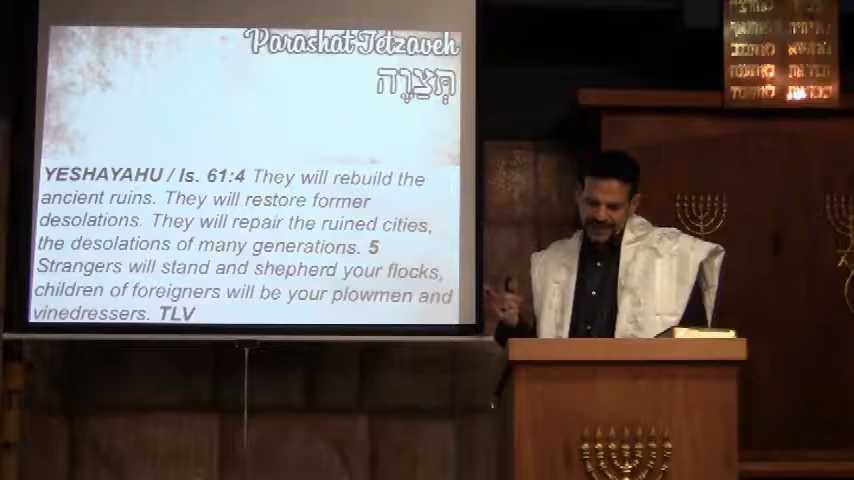 Parashat Tetzaveh
תְּצַוֶּה
YESHAYAHU / Is. 61:4 They will rebuild the
ancient ruins. They will restore former
desolations. They will repair the ruined cities,
the desolations of many generations. 5
Strangers will stand and shepherd your flocks,
children of foreigners will be your plowmen and
vinedressers. TLV